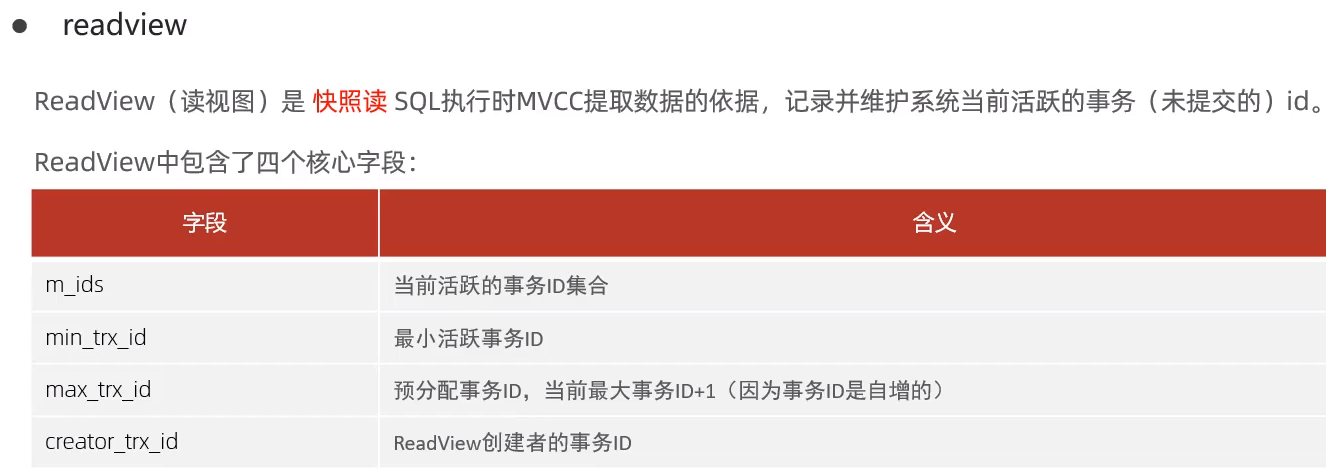 ● readview
ReadView（读视图）是 快照读 SQL执行时MVCC提取数据的依据，记录并维护系统当前活跃的事务（未提交的）id。
ReadView中包含了四个核心字段：
字段 含义
m_ids 当前活跃的事务ID集合
min_trx_id 最小活跃事务ID
max_trx_id 预分配事务ID，当前最大事务ID+1（因为事务ID是自增的）
creator_trx_id ReadView创建者的事务ID